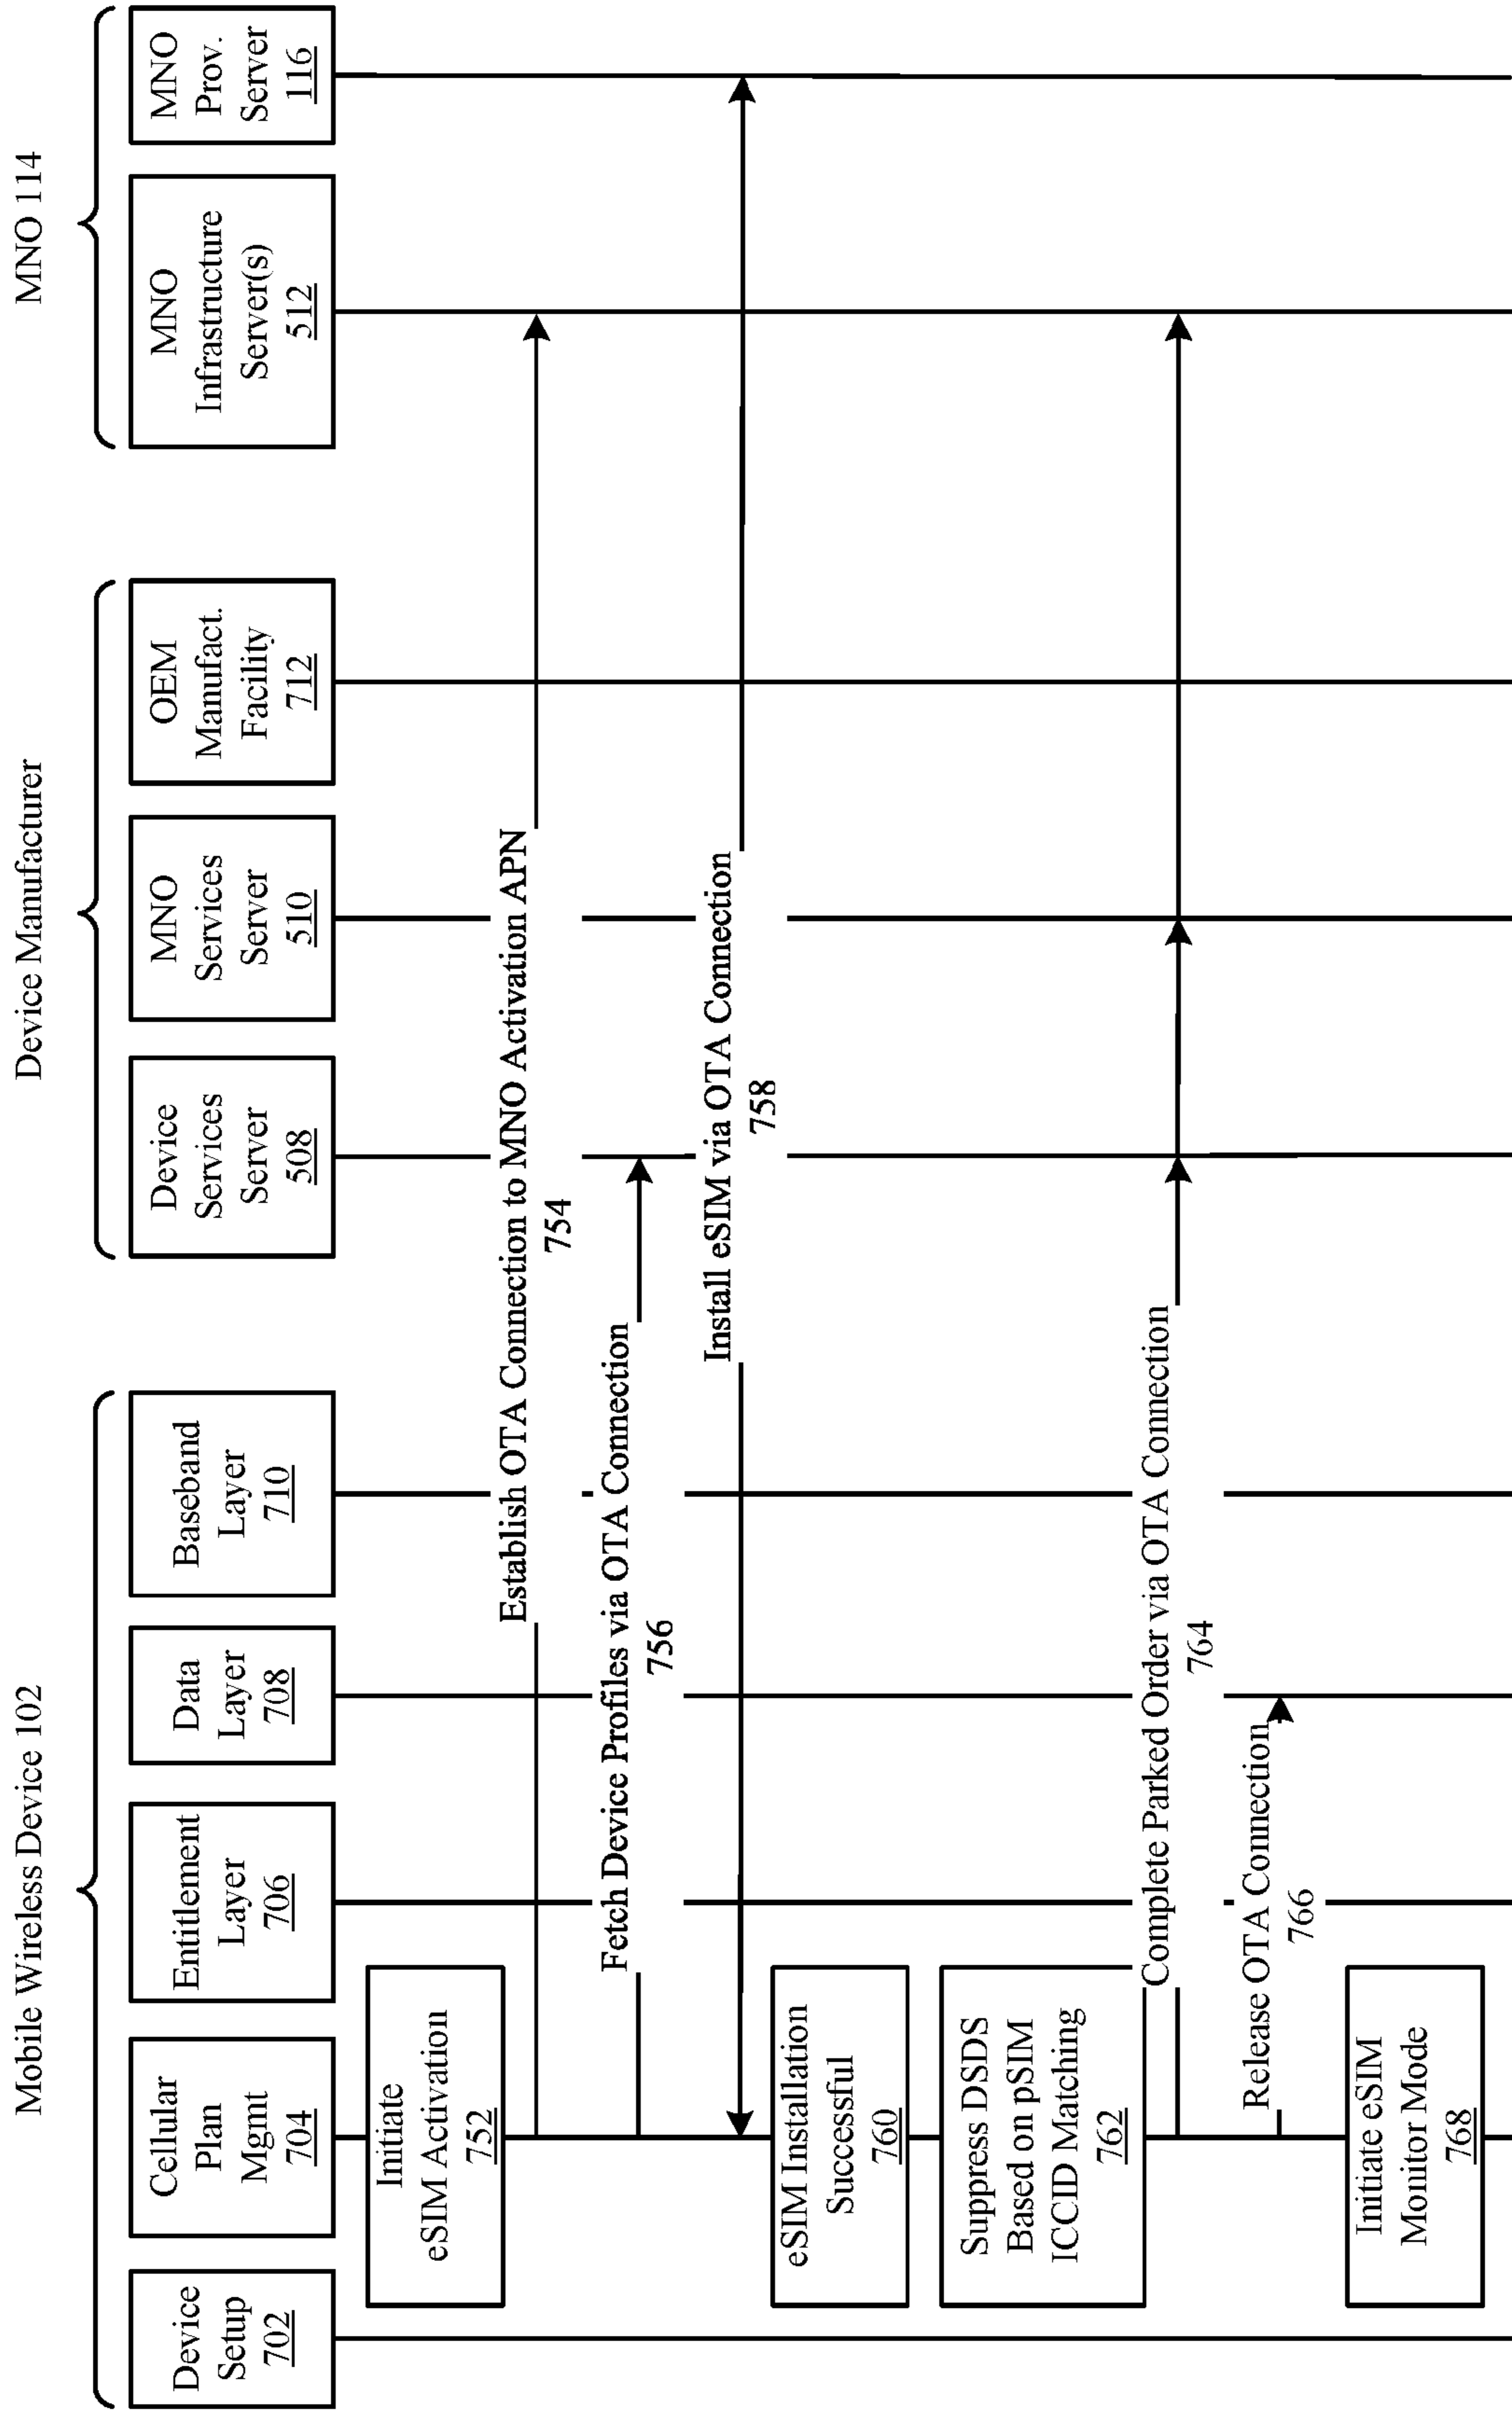 Mobile Wireless Device 102
Device Manufacturer
MNO 114
Device
Setup
702
Cellular
Plan
Mgmt
704
Entitlement
Layer
706
Data
Layer
708
Baseband
Layer
710
Device
Services
Server
508
MNO
Services
Server
510
OEM
Manufact.
Facility
712
MNO
Infrastructure
Server(s)
512
MNO
Prov.
Server
116
Initiate
eSIM Activation
752
Establish OTA Connection to MNO Activation APN
754
Fetch Device Profiles via OTA Connection
756
Install eSIM via OTA Connection
758
eSIM Installation
Successful
760
Suppress DSDS
Based on pSIM
ICCID Matching
762
Complete Parked Order via OTA Connection
764
Release OTA Connection
766
Initiate eSIM
Monitor Mode
768